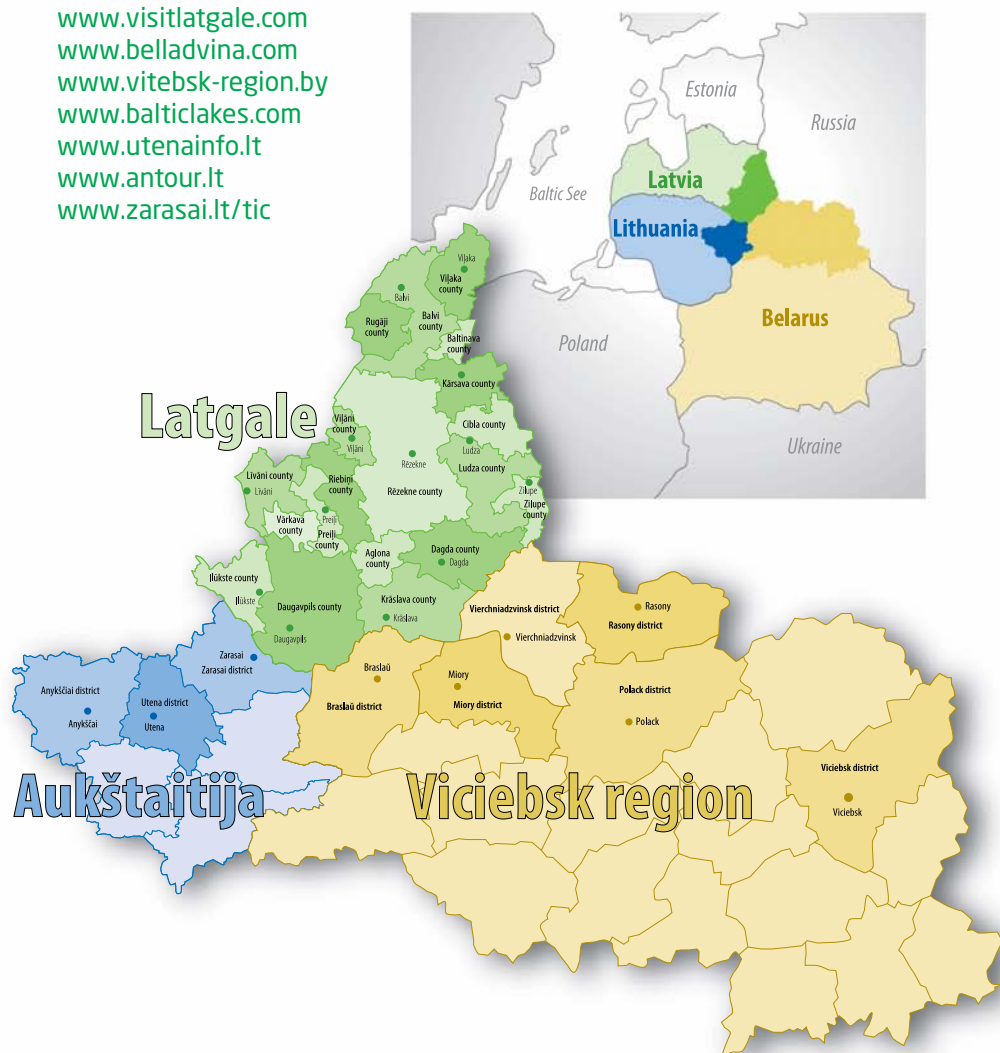 www.visitlatgale.com
www.belladvina.com
www.vitebsk-region.by
www.balticlakes.com
www.utenainfo.lt
www.antour.lt
www.zarasai.lt/tic
Estonia
Russia
Latvia
Baltic See
Lithuania
Belarus
Poland
Ukraine
Latgale
Viļaka
Viļaka
county
Balvi
Balvi
county
Rugāji
county
Baltinava
county
Kārsava county
Cibla county
Viļāni
county
Viļāni
Ludza
Ludza county
Rēzekne
Rēzekne county
Līvāni county
Līvāni
Riebiņi
county
Zilupe
Zilupe
county
Vārkava
county
Preiļi
Preiļi
county
Aglona
county
Dagda county
Dagda
Ilūkste county
Ilūkste
Daugavpils county
Daugavpils
Krāslava county
Krāslava
Vierchniadzvinsk district
Vierchniadzvinsk
Rasony
Rasony district
Zarasai
Zarasai district
Anykščiai district
Anykščai
Utena district
Utena
Braslaŭ
Braslaŭ district
Miory
Miory district
Polack district
Polack
Viciebsk district
Viciebsk
Aukštaitija
Viciebsk region